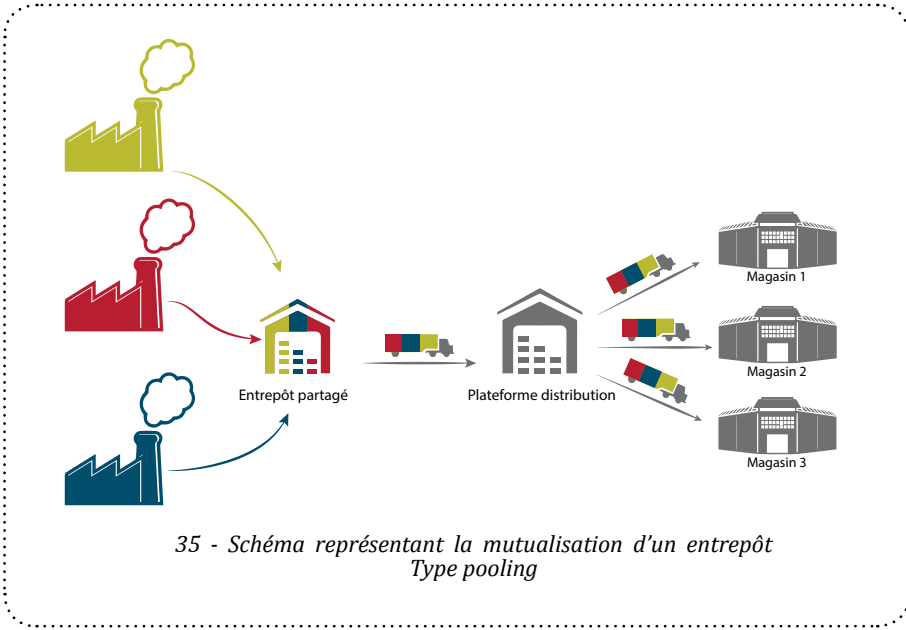 Magasin 1
Entrepôt partagé
Plateforme distribution
Magasin 2
Magasin 3
35 - Schéma représentant la mutualisation d'un entrepôt
Type pooling